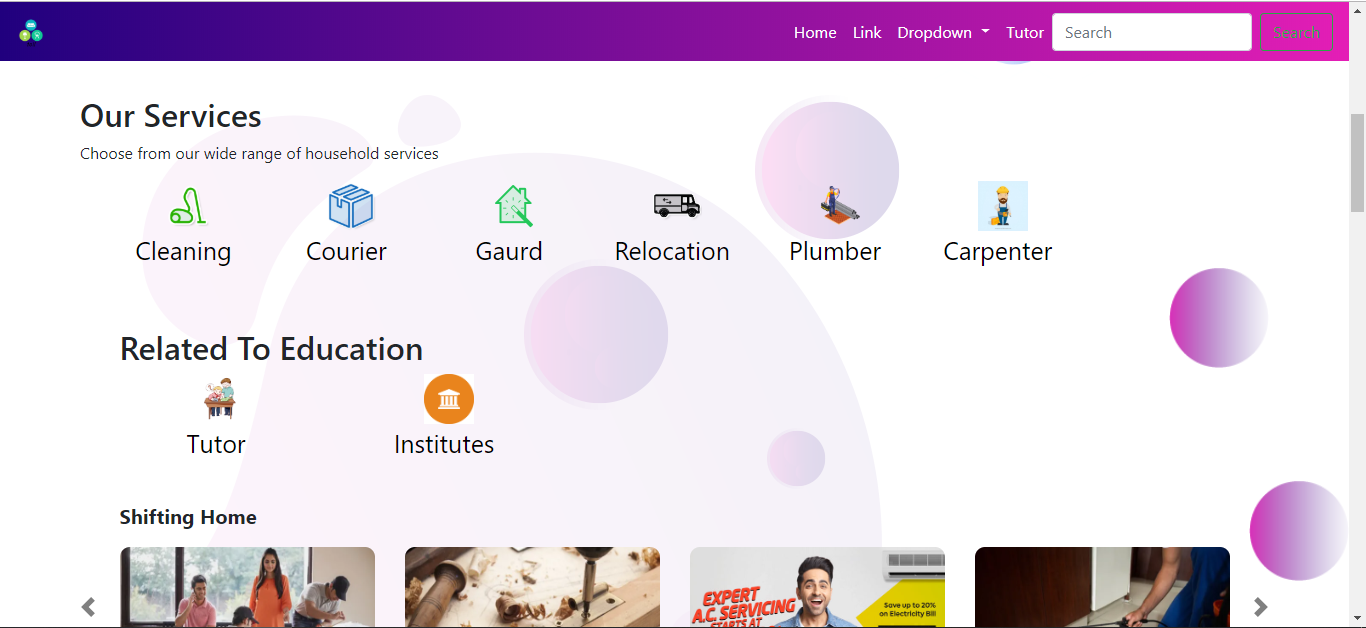 Home Link Dropdown Tutor Search Search
Our Services
Choose from our wide range of household services
Cleaning Courier Gaurd Relocation Plumber Carpenter
Related To Education
Tutor Institutes
Shifting Home
EXPERT
A.C. SERVICING
STARTS AT
Save up to 20%
on Electricity Bill